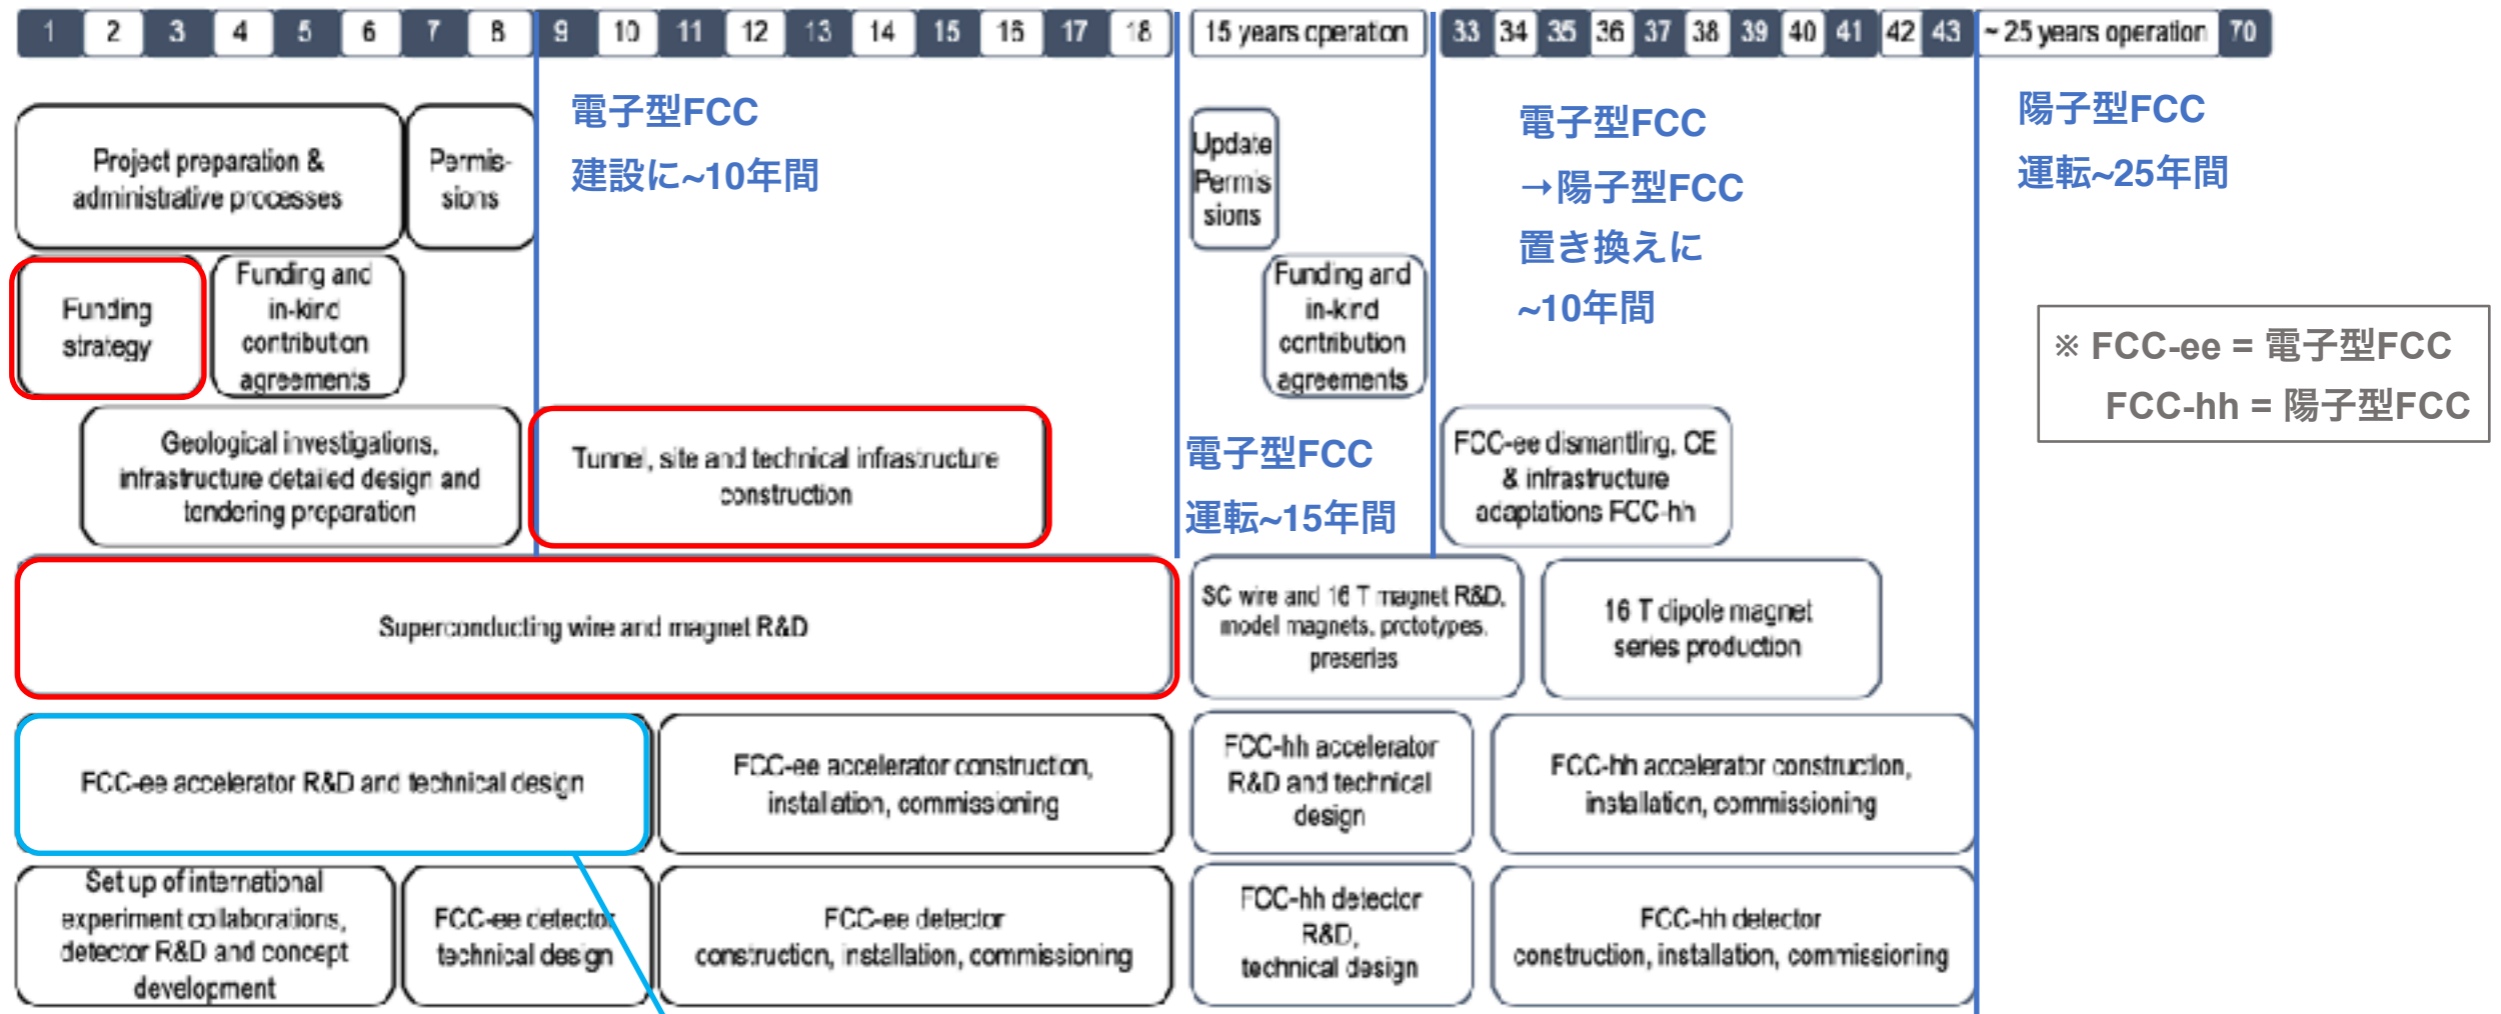 1 2 3 4 5 6 7 8 9 10 11 12 13 14 15 16 17 18 15 years operation 33 34 35 36 37 38 39 40 41 42 43 ~ 25 years operation 70
Project preparation &
administrative processes
Permis-
sions
電子型FCC
建設に~10年間
Update
Permis
sions
電子型FCC
→陽子型FCC
置き換えに
~10年間
陽子型FCC
運転~25年間
Funding
strategy
Funding and
in-kind
contribution
agreements
Funding and
in-kind
contribution
agreements
※ FCC-ee = 電子型FCC
FCC-hh = 陽子型FCC
Geological investigations,
infrastructure detailed design and
tendering preparation
Tunnel, site and technical infrastructure
construction
電子型FCC
運転~15年間
FCC-ee dismantling, CE
& infrastructure
adaptations FCC-hh
Superconducting wire and magnet R&D
SC wire and 16 T magnet R&D,
model magnets, prototypes,
preseries
16 T dipole magnet
series production
FCC-ee accelerator R&D and technical design
FCC-ee accelerator construction,
installation, commissioning
FCC-hh accelerator
R&D and technical
design
FCC-hh accelerator construction,
installation, commissioning
Set up of international
experiment collaborations,
detector R&D and concept
development
FCC-ee detector
technical design
FCC-ee detector
construction, installation, commissioning
FCC-hh detector
R&D,
technical design
FCC-hh detector
construction, installation, commissioning